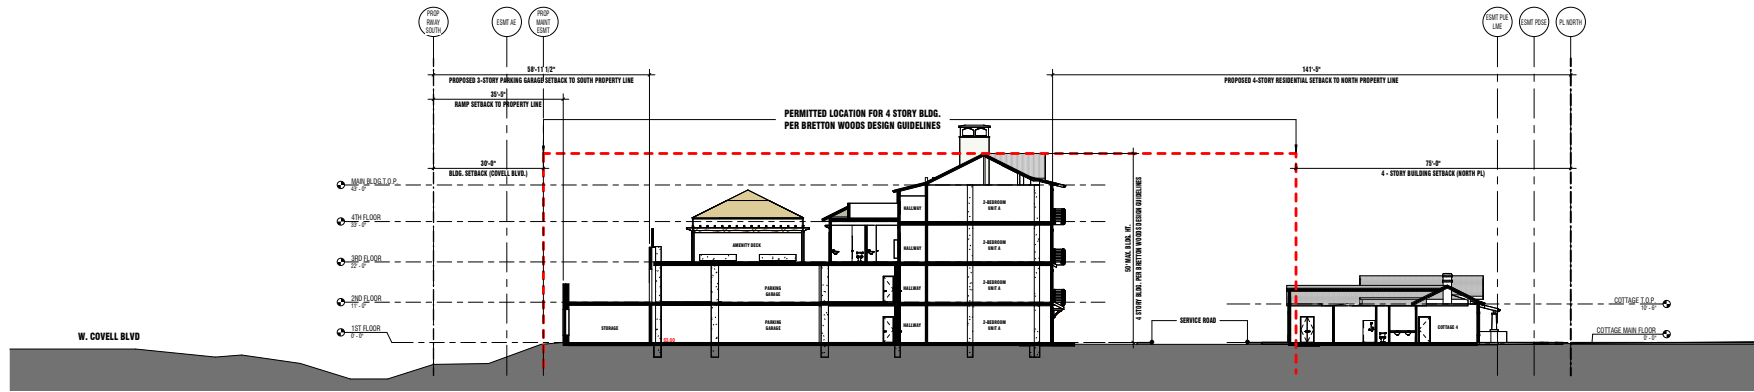 PROP
RWAY
SOUTH
ESMT AE
PROP
MAINT
ESMT
ESMT PUE
LME
ESMT PDSE
PL NORTH
58'-11 1/2"
PROPOSED 3-STORY PARKING GARAGE SETBACK TO SOUTH PROPERTY LINE
141'-5"
PROPOSED 4-STORY RESIDENTIAL SETBACK TO NORTH PROPERTY LINE
35'-5"
RAMP SETBACK TO PROPERTY LINE
PERMITTED LOCATION FOR 4 STORY BLDG.
PER BRETTON WOODS DESIGN GUIDELINES
30'-0"
BLDG. SETBACK (COVELL BLVD.)
75'-0"
4 - STORY BUILDING SETBACK (NORTH PL)
MAIN BLDG T.O.P.
43' - 0"
4TH FLOOR
33' - 0"
3RD FLOOR
22' - 0"
2ND FLOOR
11' - 0"
1ST FLOOR
0' - 0"
HALLWAY
2-BEDROOM
UNIT A
AMENITY DECK
HALLWAY
2-BEDROOM
UNIT A
PARKING
GARAGE
HALLWAY
2-BEDROOM
UNIT A
STORAGE
PARKING
GARAGE
HALLWAY
2-BEDROOM
UNIT A
50' MAX. BLDG. HT.
4 STORY BLDG. PER BRETTON WOODS DESIGN GUIDELINES
SERVICE ROAD
COTTAGE 4
COTTAGE T.O.P.
10' - 6"
COTTAGE MAIN FLOOR
0' - 0"
W. COVELL BLVD